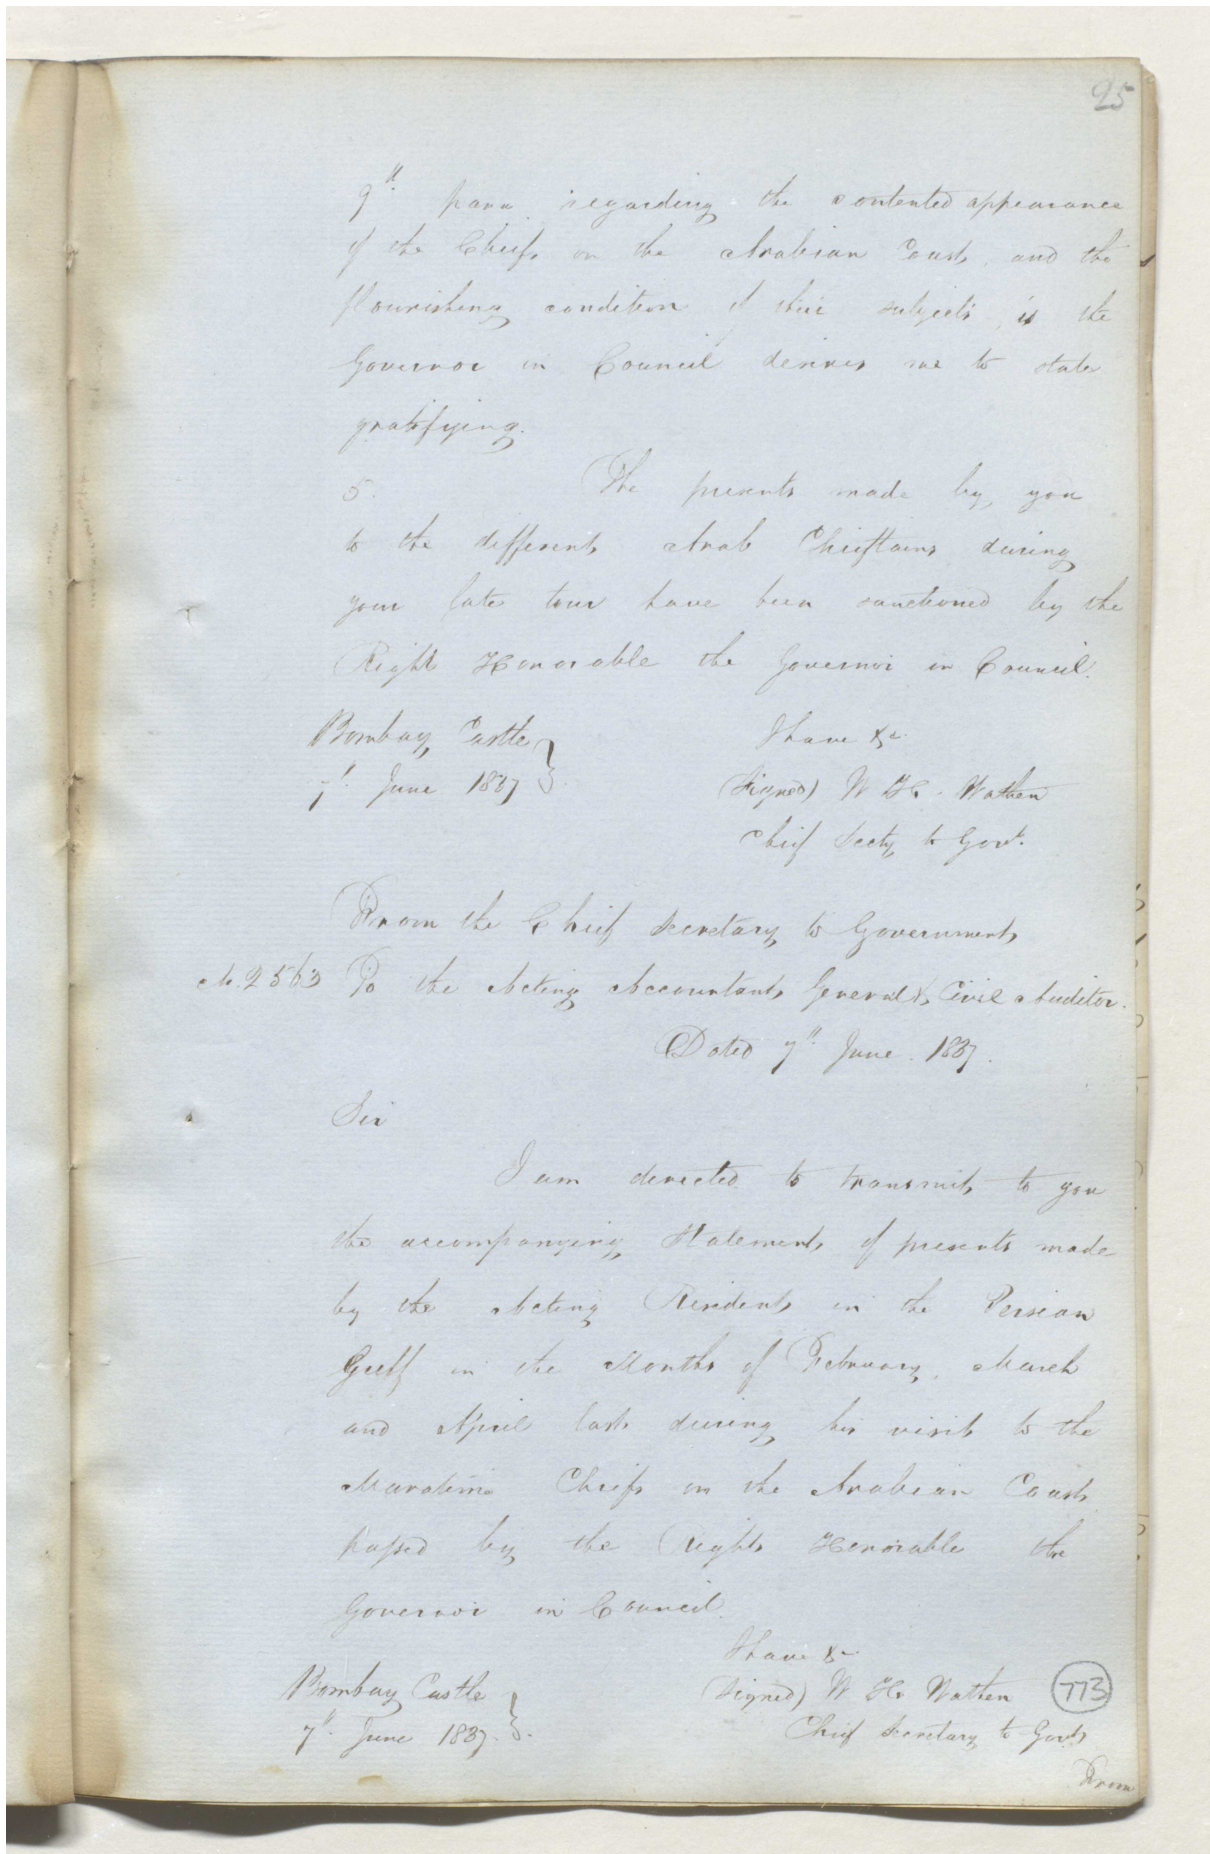 25
9th para regarding the contented appearance
of the Chiefs on the Arabian Coast, and the
flourishing condition of their subjects, is the
Governor in Council desires me to state
gratifying.
5. The presents made by you
to the different Arab Chieftains during
your late tour have been sanctioned by the
Right Honorable the Governor in Council.
Bombay Castle } I have &c
7th June 1837 (Signed) W H. Wathen
Chief Secty to Govt.
From the Chief Secretary to Government
No. 2563 To the Acting Accountant General & Civil Auditor.
Dated 7th June. 1837.
Sir
I am directed to transmit to you
the accompanying Statement of presents made
by the Acting Resident in the Persian
Gulf in the Months of February, March
and April last during his visit to the
Maratime Chiefs on the Arabian Coast
passed by the Right Honorable the
Governor in Council.
I have &c
Bombay Castle } (Signed) W H. Wathen
773
7th June 1837. Chief Secretary to Govt
From